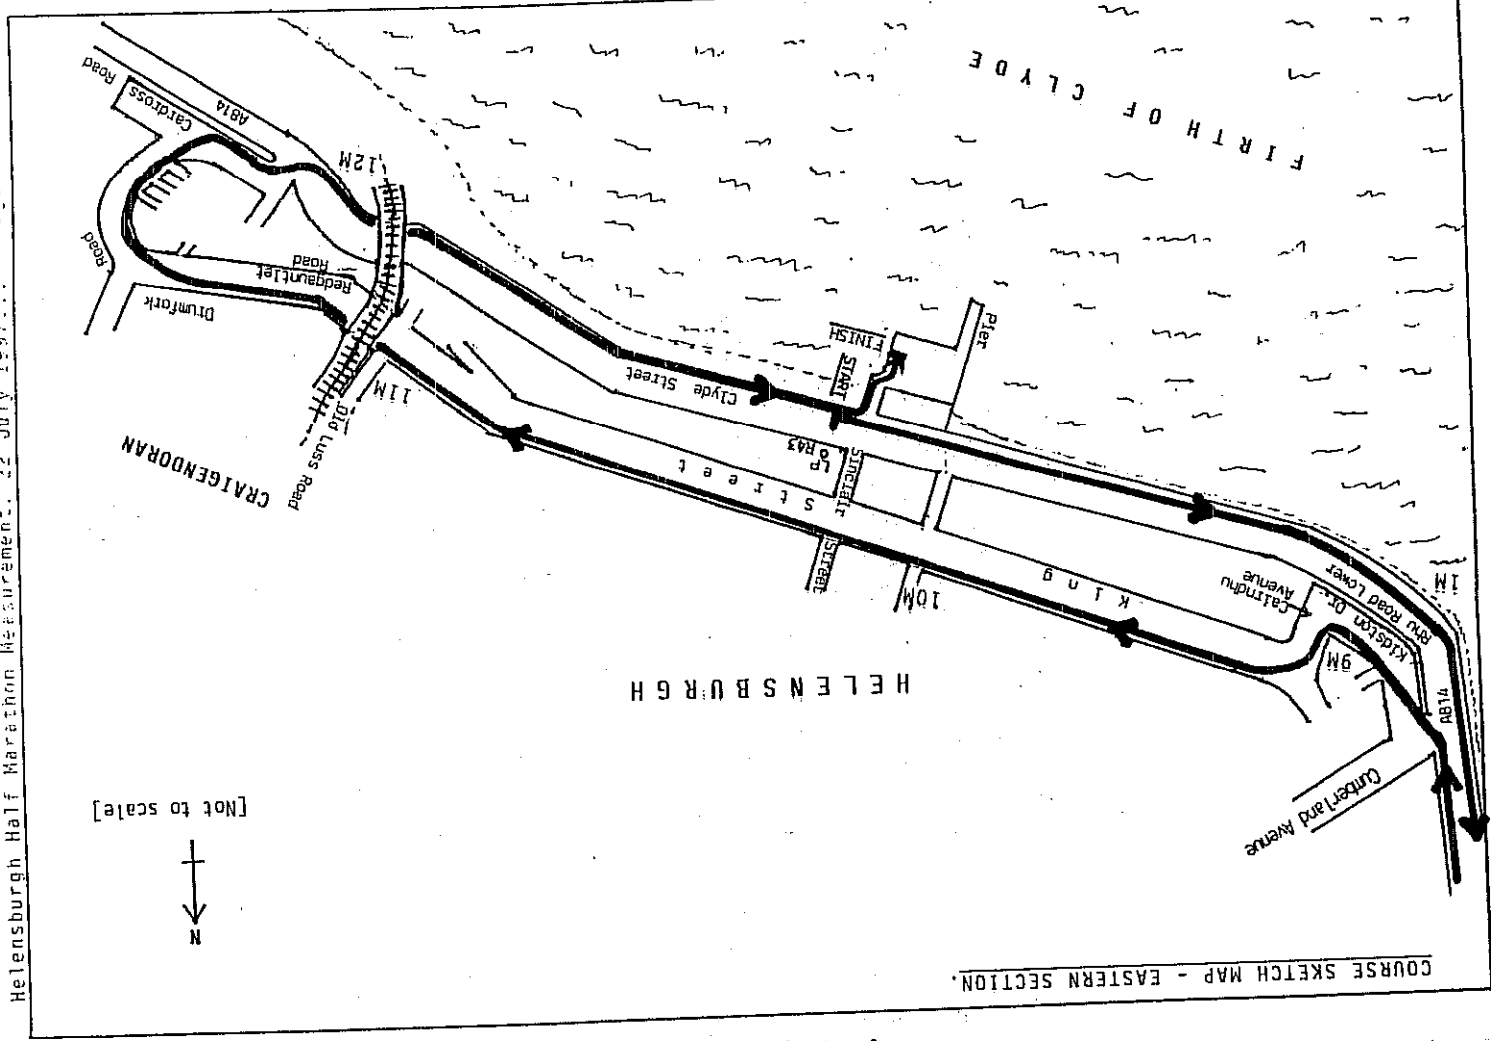 COURSE SKETCH MAP - EASTERN SECTION.
N
[Not to scale]
Cumberland Avenue
A814
HELENSBURGH
9M
Kidston Dr.
Rhu Road Lower
1M
Cairndhu
Avenue
10M
King Street
Sinclair
Street
LP
R43
CRAIGENDORAN
Old Luss Road
11M
Clyde Street
START
FINISH
Pier
Drumfork
Road
Redgauntlet
Road
12M
Cardross
Road
A814
FIRTH OF CLYDE
Helensburgh Half Marathon Measurement. 12 July